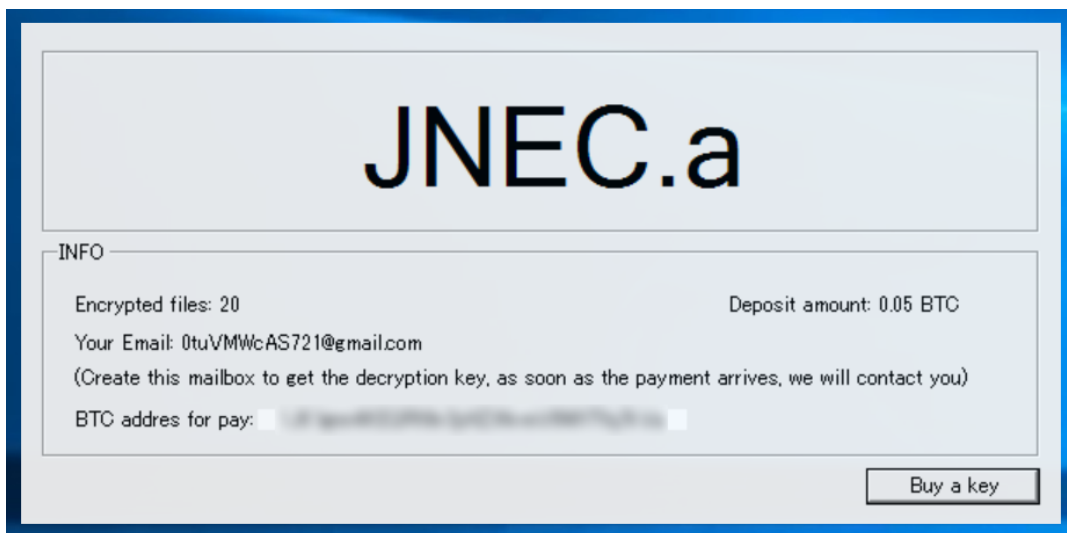 JNEC.a
INFO
Encrypted files: 20
Deposit amount: 0.05 BTC
Your Email: 0tuVMWcAS721@gmail.com
(Create this mailbox to get the decryption key, as soon as the payment arrives, we will contact you)
BTC addres for pay:
Buy a key